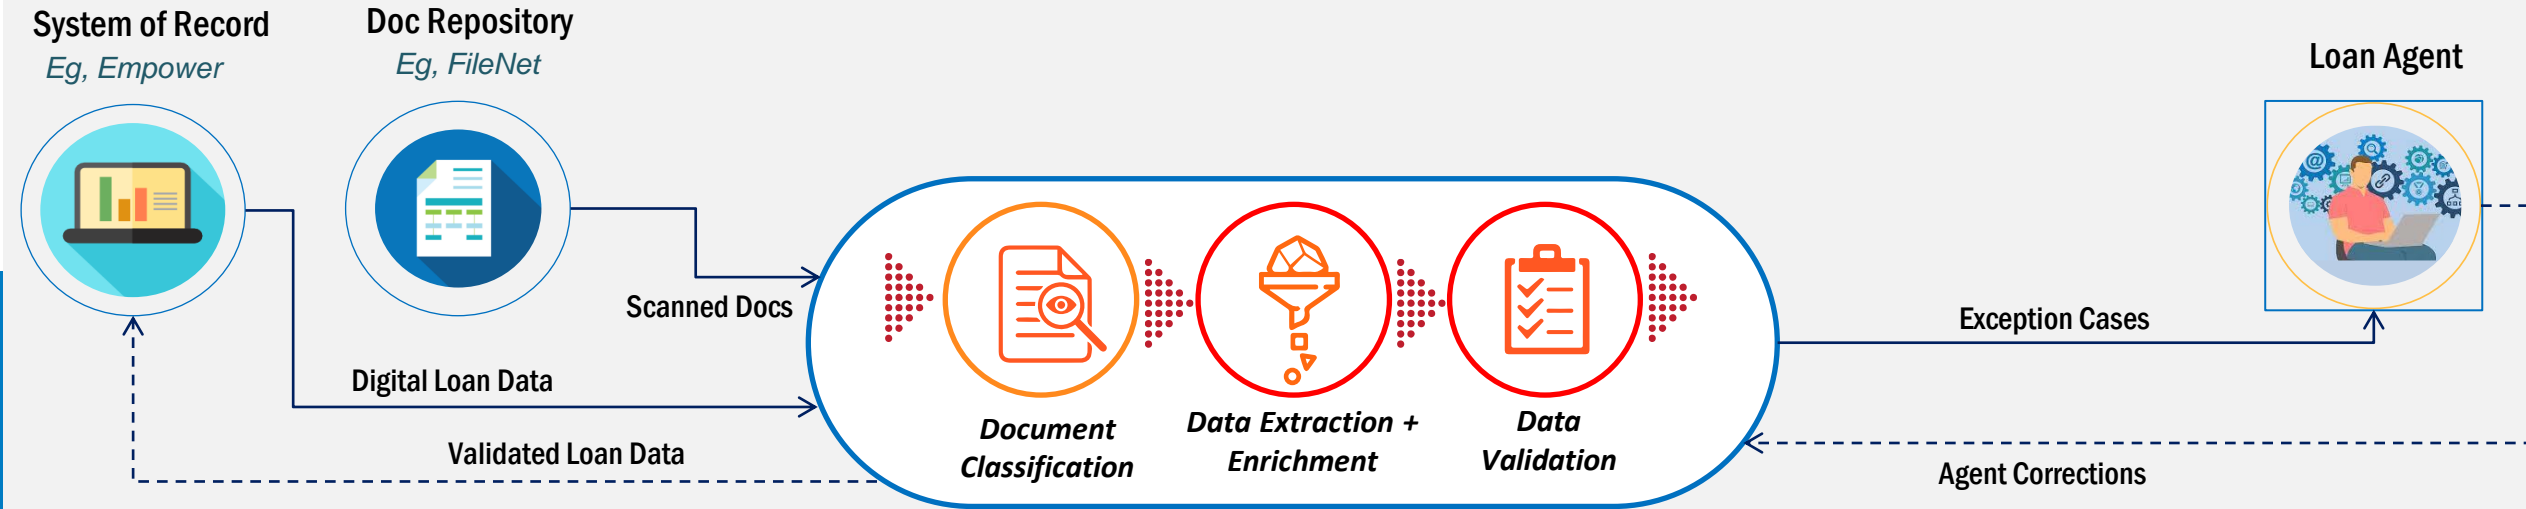 System of Record
Eg, Empower
Doc Repository
Eg, FileNet
Loan Agent
Scanned Docs
Digital Loan Data
Validated Loan Data
Document
Classification
Data Extraction +
Enrichment
Data
Validation
Exception Cases
Agent Corrections